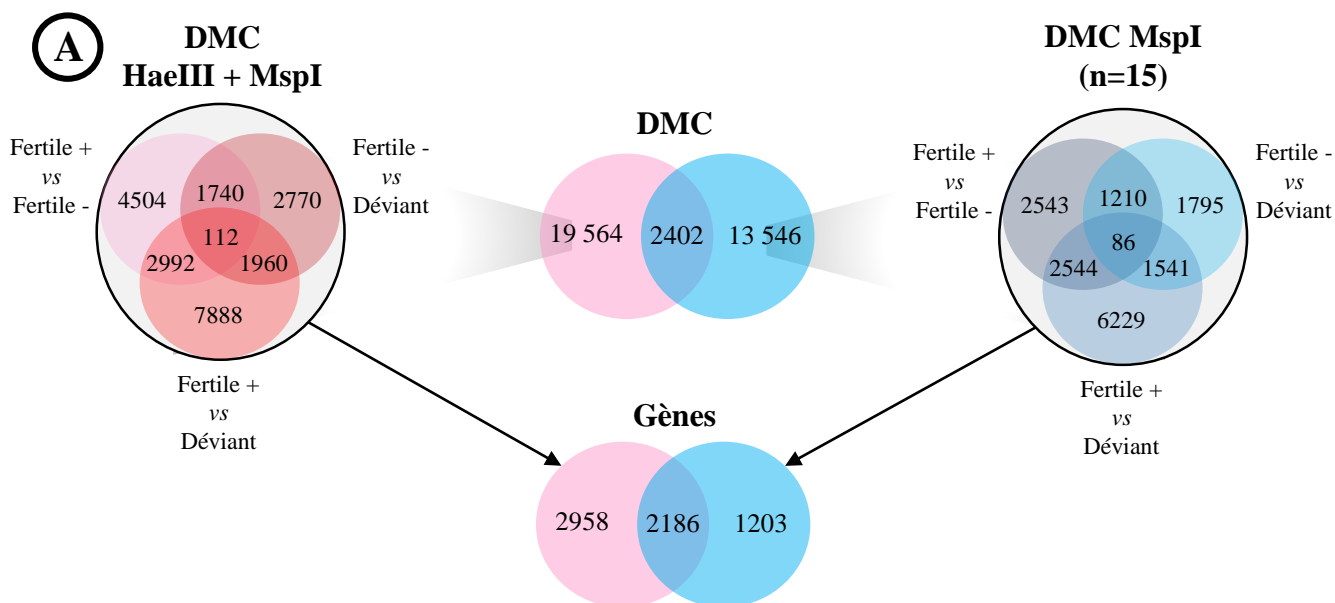 A
DMC
HaeIII + MspI
Fertile +
vs
Fertile -
Fertile -
vs
Déviant
4504
1740
2770
112
2992
1960
7888
Fertile +
vs
Déviant
DMC
19 564
2402
13 546
DMC MspI
(n=15)
Fertile +
vs
Fertile -
Fertile -
vs
Déviant
2543
1210
1795
86
2544
1541
6229
Fertile +
vs
Déviant
Gènes
2958
2186
1203